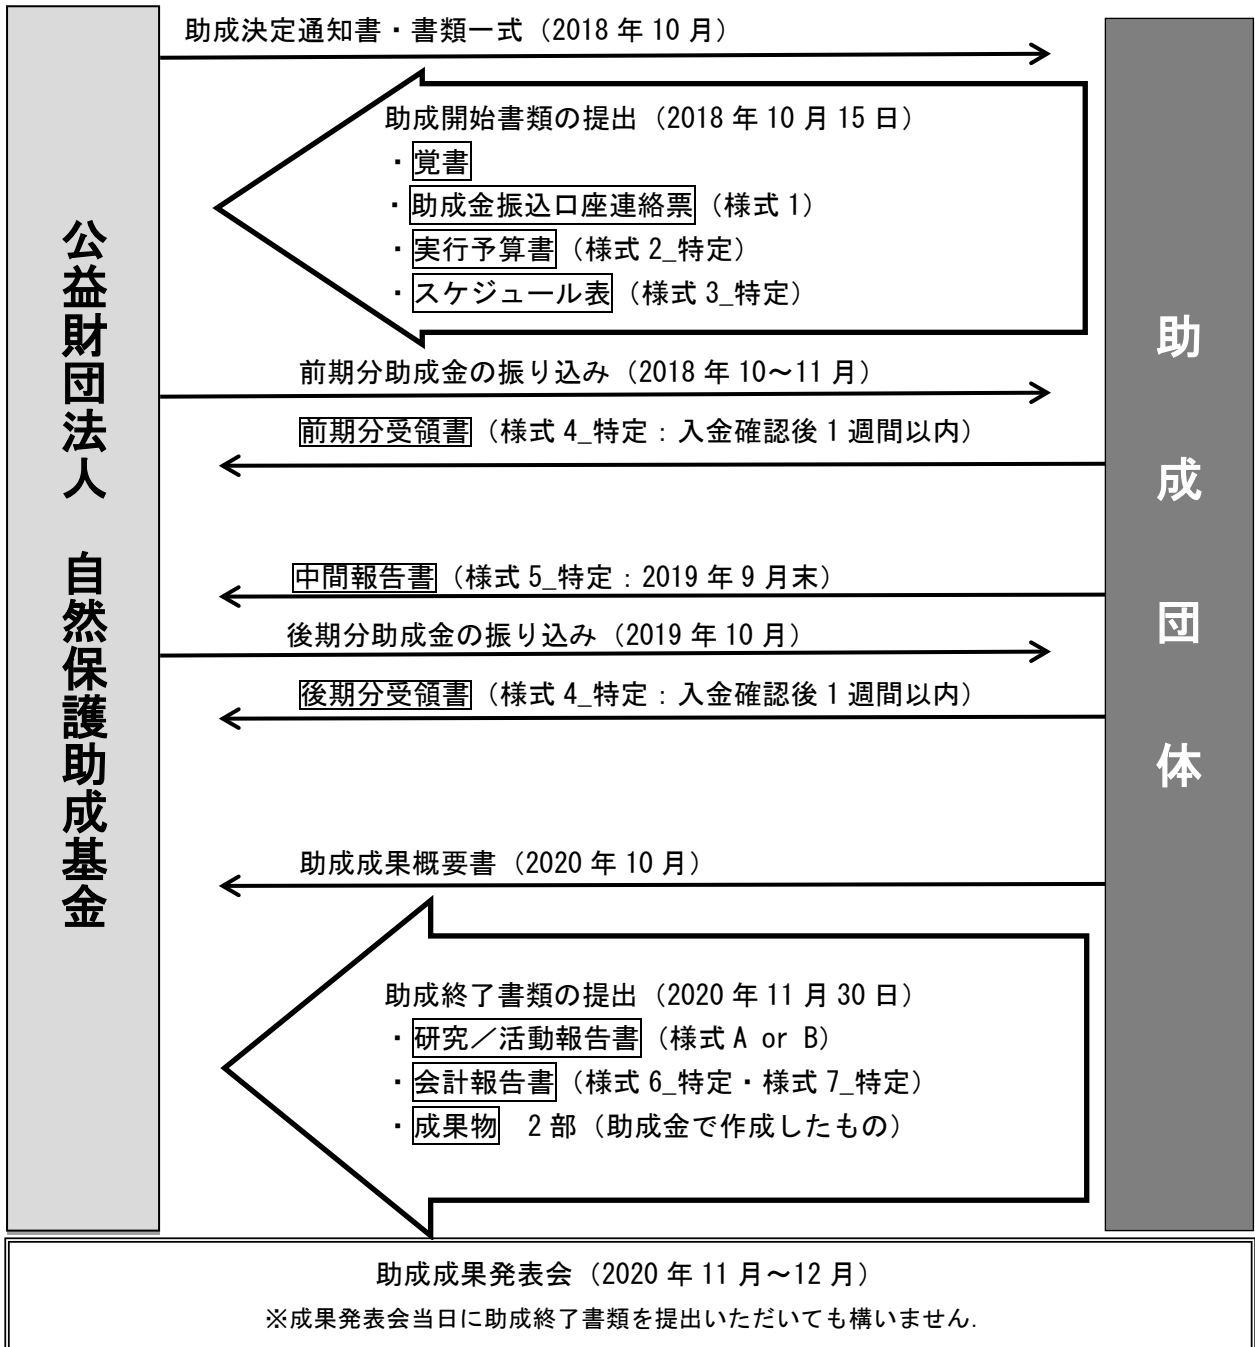 公益財団法人　自然保護助成基金
助成団体
助成決定通知書・書類一式（2018 年 10 月）
助成開始書類の提出（2018 年 10 月 15 日）
・覚書
・助成金振込口座連絡票（様式 1）
・実行予算書（様式 2_特定）
・スケジュール表（様式 3_特定）
前期分助成金の振り込み（2018 年 10～11 月）
前期分受領書（様式 4_特定：入金確認後 1 週間以内）
中間報告書（様式 5_特定：2019 年 9 月末）
後期分助成金の振り込み（2019 年 10 月）
後期分受領書（様式 4_特定：入金確認後 1 週間以内）
助成成果概要書（2020 年 10 月）
助成終了書類の提出（2020 年 11 月 30 日）
・研究／活動報告書（様式 A or B）
・会計報告書（様式 6_特定・様式 7_特定）
・成果物　2 部（助成金で作成したもの）
助成成果発表会（2020 年 11 月～12 月）
※成果発表会当日に助成終了書類を提出いただいても構いません．